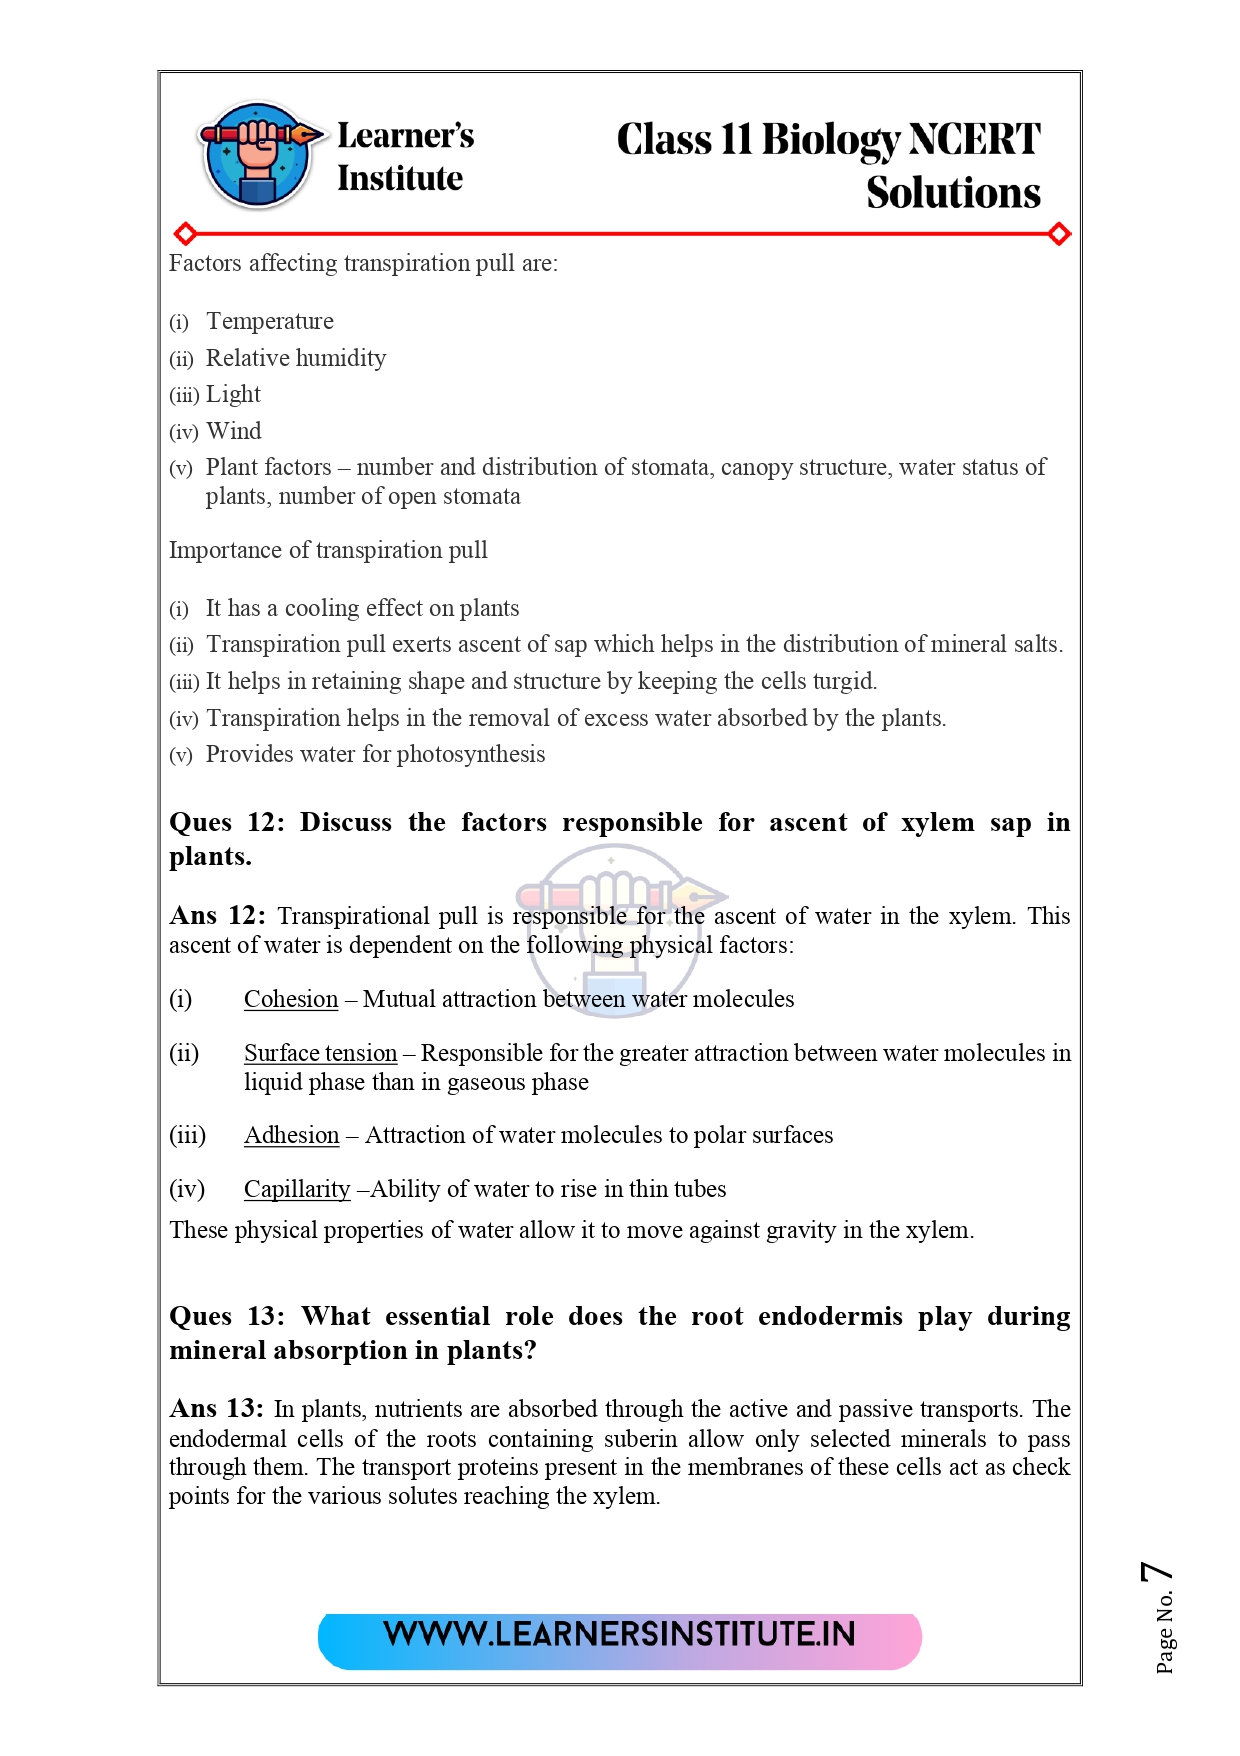 Learner's
Institute
Class 11 Biology NCERT
Solutions
Factors affecting transpiration pull are:
(i) Temperature
(ii) Relative humidity
(iii) Light
(iv) Wind
(v) Plant factors – number and distribution of stomata, canopy structure, water status of
plants, number of open stomata
Importance of transpiration pull
(i) It has a cooling effect on plants
(ii) Transpiration pull exerts ascent of sap which helps in the distribution of mineral salts.
(iii) It helps in retaining shape and structure by keeping the cells turgid.
(iv) Transpiration helps in the removal of excess water absorbed by the plants.
(v) Provides water for photosynthesis
Ques 12: Discuss the factors responsible for ascent of xylem sap in
plants.
Ans 12: Transpirational pull is responsible for the ascent of water in the xylem. This
ascent of water is dependent on the following physical factors:
(i) Cohesion – Mutual attraction between water molecules
(ii) Surface tension – Responsible for the greater attraction between water molecules in
liquid phase than in gaseous phase
(iii) Adhesion – Attraction of water molecules to polar surfaces
(iv) Capillarity –Ability of water to rise in thin tubes
These physical properties of water allow it to move against gravity in the xylem.
Ques 13: What essential role does the root endodermis play during
mineral absorption in plants?
Ans 13: In plants, nutrients are absorbed through the active and passive transports. The
endodermal cells of the roots containing suberin allow only selected minerals to pass
through them. The transport proteins present in the membranes of these cells act as check
points for the various solutes reaching the xylem.
WWW.LEARNERSINSTITUTE.IN
Page No. 7